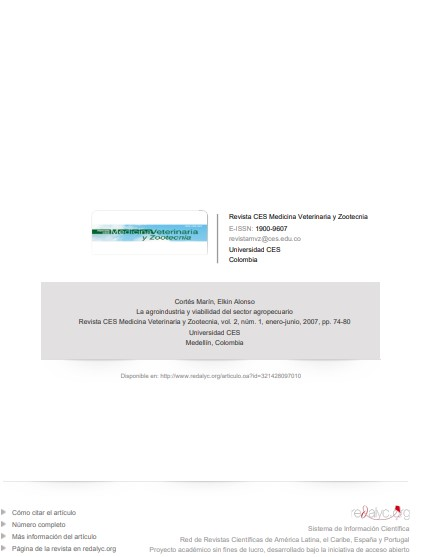 Medicina Veterinaria
y Zootecnia
Revista CES Medicina Veterinaria y Zootecnia
E-ISSN: 1900-9607
revistamvz@ces.edu.co
Universidad CES
Colombia
Cortés Marín, Elkin Alonso
La agroindustria y viabilidad del sector agropecuario
Revista CES Medicina Veterinaria y Zootecnia, vol. 2, núm. 1, enero-junio, 2007, pp. 74-80
Universidad CES
Medellín, Colombia
Disponible en: http://www.redalyc.org/articulo.oa?id=321428097010
Cómo citar el artículo
Número completo
Más información del artículo
Página de la revista en redalyc.org
redalyc.org
Sistema de Información Científica
Red de Revistas Científicas de América Latina, el Caribe, España y Portugal
Proyecto académico sin fines de lucro, desarrollado bajo la iniciativa de acceso abierto